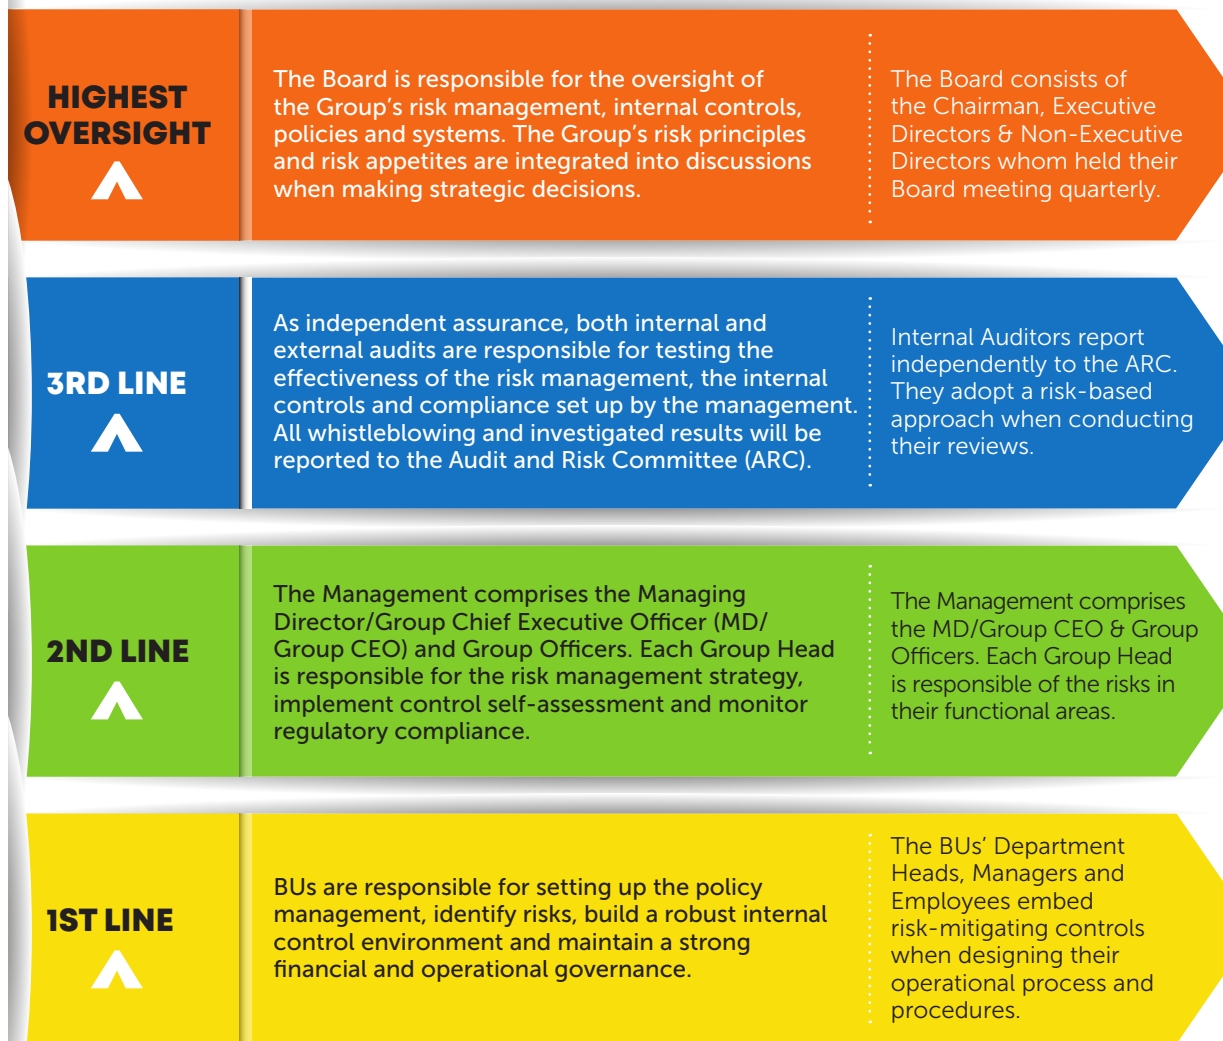 HIGHEST
OVERSIGHT
The Board is responsible for the oversight of
the Group's risk management, internal controls,
policies and systems. The Group's risk principles
and risk appetites are integrated into discussions
when making strategic decisions.
The Board consists of
the Chairman, Executive
Directors & Non-Executive
Directors whom held their
Board meeting quarterly.
3RD LINE
As independent assurance, both internal and
external audits are responsible for testing the
effectiveness of the risk management, the internal
controls and compliance set up by the management.
All whistleblowing and investigated results will be
reported to the Audit and Risk Committee (ARC).
Internal Auditors report
independently to the ARC.
They adopt a risk-based
approach when conducting
their reviews.
2ND LINE
The Management comprises the Managing
Director/Group Chief Executive Officer (MD/
Group CEO) and Group Officers. Each Group Head
is responsible for the risk management strategy,
implement control self-assessment and monitor
regulatory compliance.
The Management comprises
the MD/Group CEO & Group
Officers. Each Group Head
is responsible of the risks in
their functional areas.
1ST LINE
BUs are responsible for setting up the policy
management, identify risks, build a robust internal
control environment and maintain a strong
financial and operational governance.
The BUs' Department
Heads, Managers and
Employees embed
risk-mitigating controls
when designing their
operational process and
procedures.